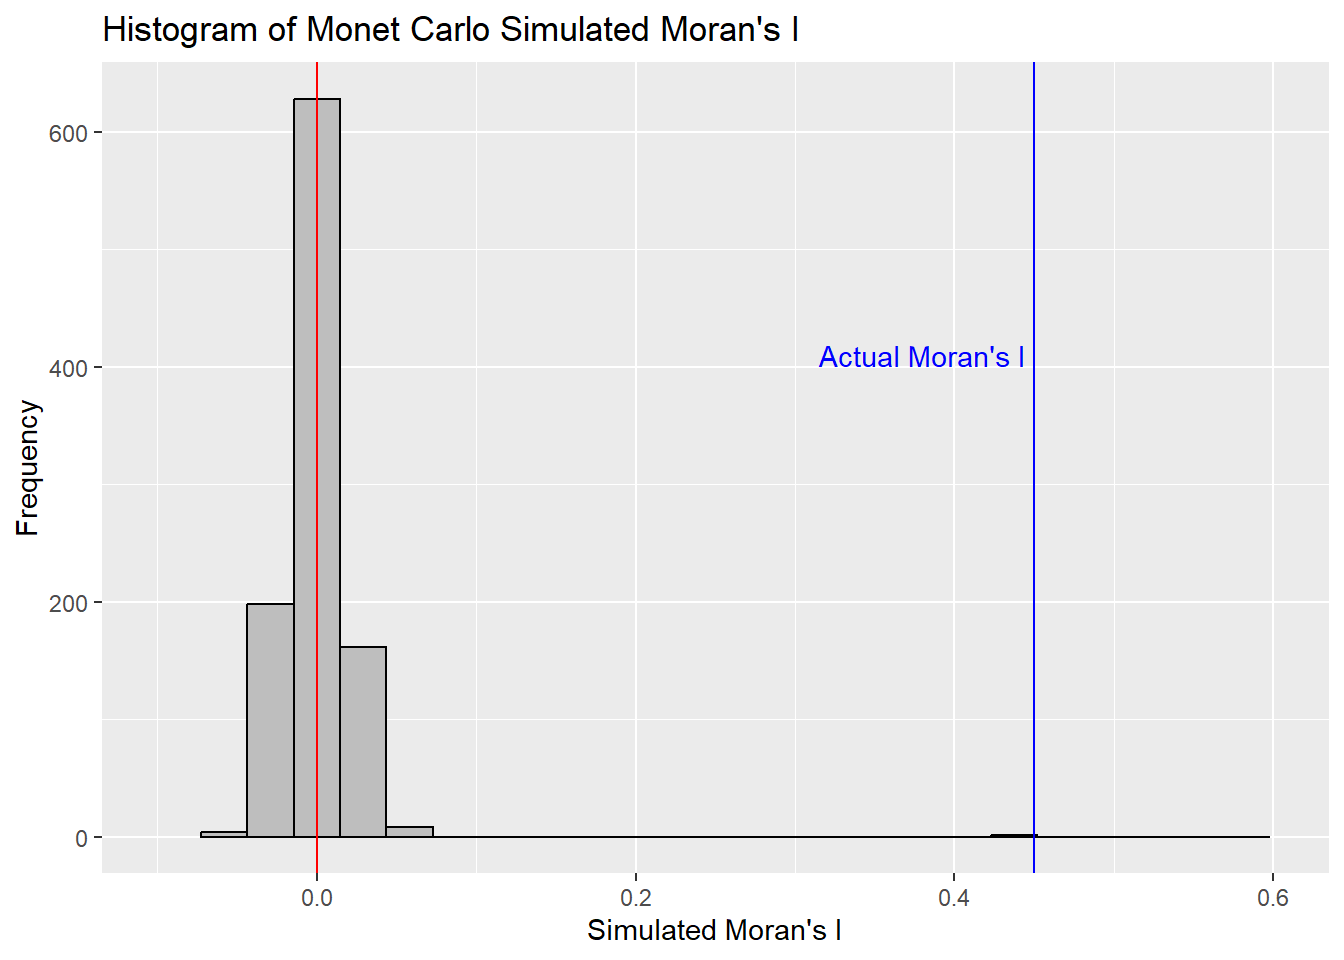 Histogram of Monet Carlo Simulated Moran's I
600
400
200
0
Frequency
Actual Moran's I
0.0
0.2
0.4
0.6
Simulated Moran's I